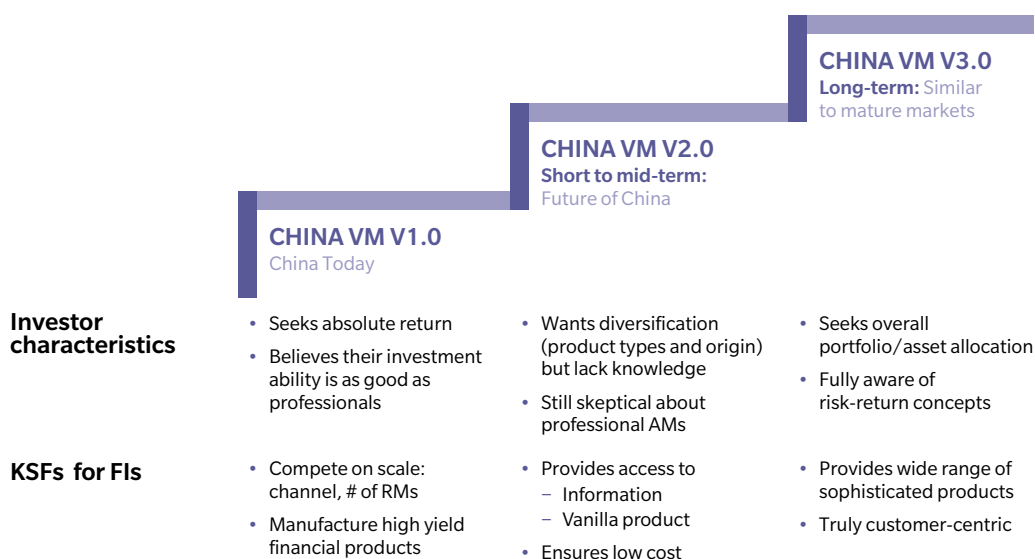 CHINA VM V3.0
Long-term: Similar
to mature markets
CHINA VM V2.0
Short to mid-term:
Future of China
CHINA VM V1.0
China Today
Investor
characteristics
• Seeks absolute return
• Believes their investment
ability is as good as
professionals
• Wants diversification
(product types and origin)
but lack knowledge
• Still skeptical about
professional AMs
• Seeks overall
portfolio/asset allocation
• Fully aware of
risk-return concepts
KSFs for FIs
• Compete on scale:
channel, # of RMs
• Manufacture high yield
financial products
• Provides access to
– Information
– Vanilla product
• Ensures low cost
• Provides wide range of
sophisticated products
• Truly customer-centric